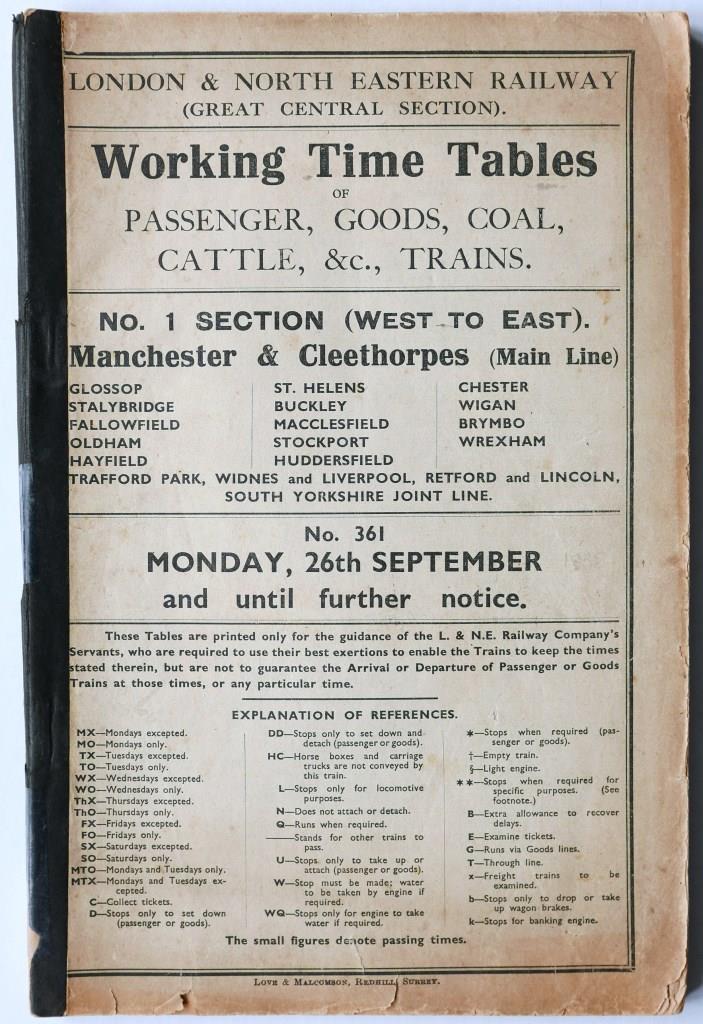 LONDON & NORTH EASTERN RAILWAY
(GREAT CENTRAL SECTION).
Working Time Tables
OF
PASSENGER, GOODS, COAL,
CATTLE, &c., TRAINS.
No. 1 SECTION (WEST TO EAST).
Manchester & Cleethorpes (Main Line)
GLOSSOP
STALYBRIDGE
FALLOWFIELD
OLDHAM
HAYFIELD
ST. HELENS
BUCKLEY
MACCLESFIELD
STOCKPORT
HUDDERSFIELD
CHESTER
WIGAN
BRYMBO
WREXHAM
TRAFFORD PARK, WIDNES and LIVERPOOL, RETFORD and LINCOLN,
SOUTH YORKSHIRE JOINT LINE.
No. 361
MONDAY, 26th SEPTEMBER
and until further notice.
These Tables are printed only for the guidance of the L. & N.E. Railway Company's
Servants, who are required to use their best exertions to enable the Trains to keep the times
stated therein, but are not to guarantee the Arrival or Departure of Passenger or Goods
Trains at those times, or any particular time.
EXPLANATION OF REFERENCES.
MX—Mondays excepted.
MO—Mondays only.
TX—Tuesdays excepted.
TO—Tuesdays only.
WX—Wednesdays excepted.
WO—Wednesdays only.
ThX—Thursdays excepted.
ThO—Thursdays only.
FX—Fridays excepted.
FO—Fridays only.
SX—Saturdays excepted.
SO—Saturdays only.
MTO—Mondays and Tuesdays only.
MTX—Mondays and Tuesdays ex-
cepted.
C—Collect tickets.
D—Stops only to set down
(passenger or goods).
DD—Stops only to set down and
detach (passenger or goods).
HC—Horse boxes and carriage
trucks are not conveyed by
this train.
L—Stops only for locomotive
purposes.
N—Does not attach or detach.
Q—Runs when required.
——Stands for other trains to
pass.
U—Stops only to take up or
attach (passenger or goods).
W—Stop must be made; water
to be taken by engine if
required.
WQ—Stops only for engine to take
water if required.
*—Stops when required (pas-
senger or goods).
†—Empty train.
§—Light engine.
**—Stops when required for
specific purposes. (See
footnote.)
B—Extra allowance to recover
delays.
E—Examine tickets.
G—Runs via Goods lines.
T—Through line.
x—Freight trains to be
examined.
b—Stops only to drop or take
up wagon brakes.
k—Stops for banking engine.
The small figures denote passing times.
LOVE & MALCOMSON, REDHILL, SURREY.